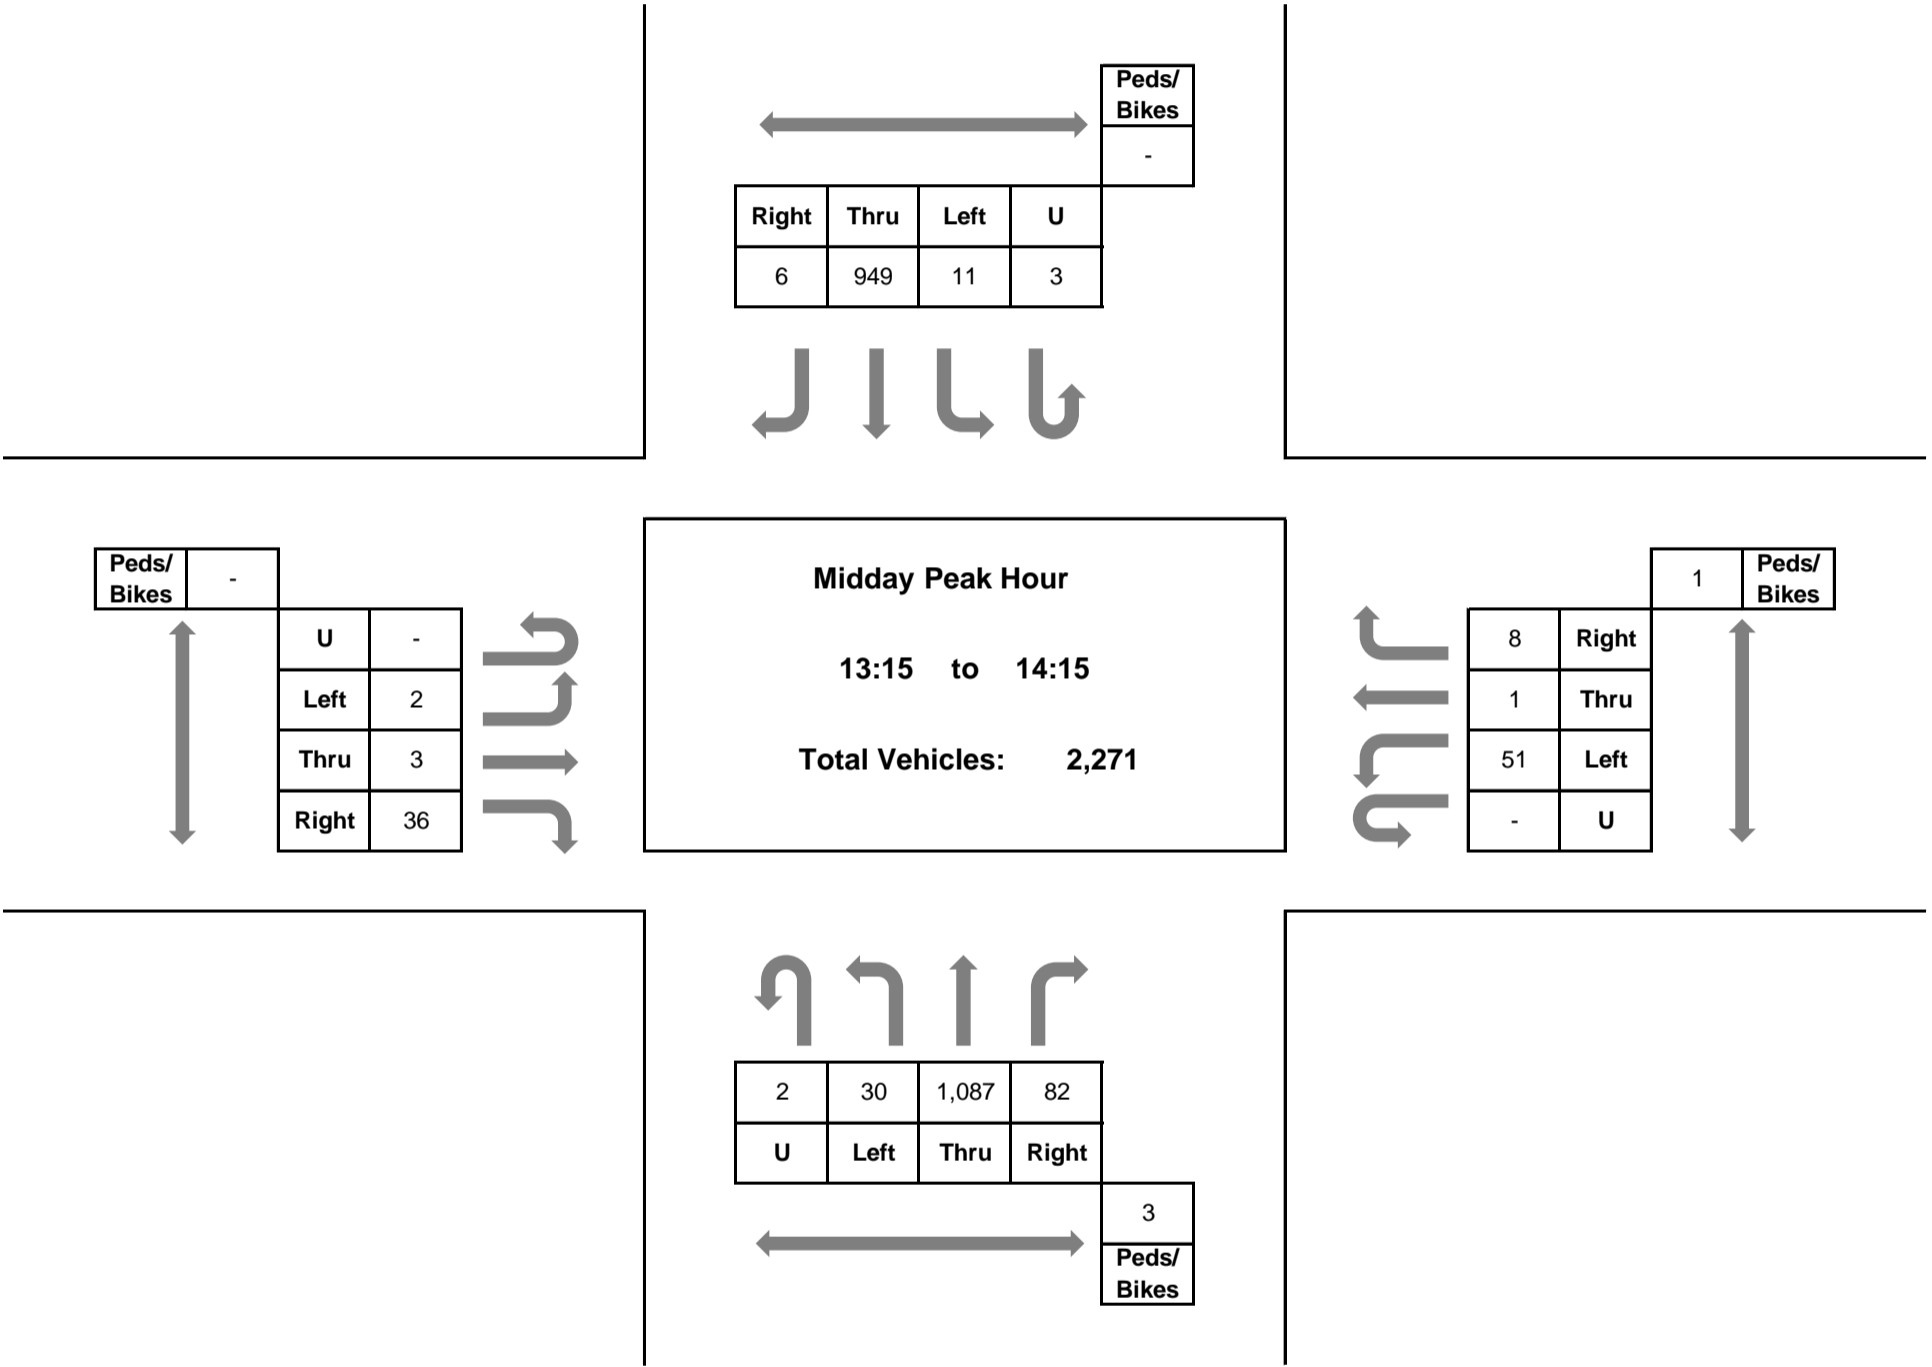 Peds/
Bikes
-
Right Thru Left U
6 949 11 3
Peds/
Bikes
-
U -
Left 2
Thru 3
Right 36
Midday Peak Hour
13:15 to 14:15
Total Vehicles: 2,271
1
Peds/
Bikes
8 Right
1 Thru
51 Left
- U
2 30 1,087 82
U Left Thru Right
3
Peds/
Bikes